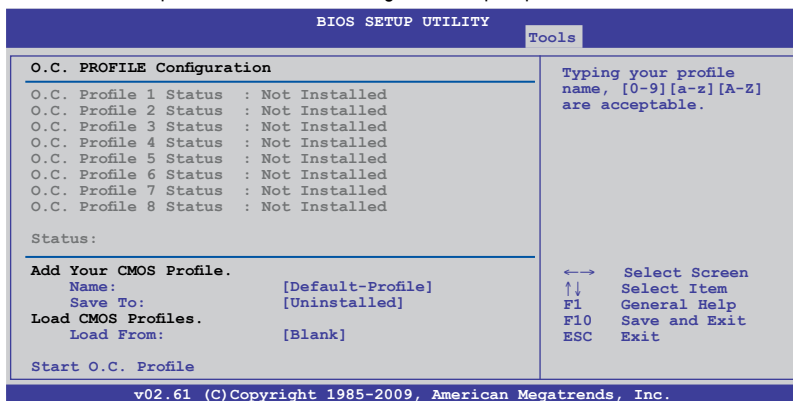 BIOS SETUP UTILITY
Tools
O.C. PROFILE Configuration
O.C. Profile 1 Status : Not Installed
O.C. Profile 2 Status : Not Installed
O.C. Profile 3 Status : Not Installed
O.C. Profile 4 Status : Not Installed
O.C. Profile 5 Status : Not Installed
O.C. Profile 6 Status : Not Installed
O.C. Profile 7 Status : Not Installed
O.C. Profile 8 Status : Not Installed
Status:
Add Your CMOS Profile.
Name: [Default-Profile]
Save To: [Uninstalled]
Load CMOS Profiles.
Load From: [Blank]
Start O.C. Profile
Typing your profile
name, [0-9][a-z][A-Z]
are acceptable.
←→ Select Screen
↑↓ Select Item
F1 General Help
F10 Save and Exit
ESC Exit
v02.61 (C)Copyright 1985-2009, American Megatrends, Inc.